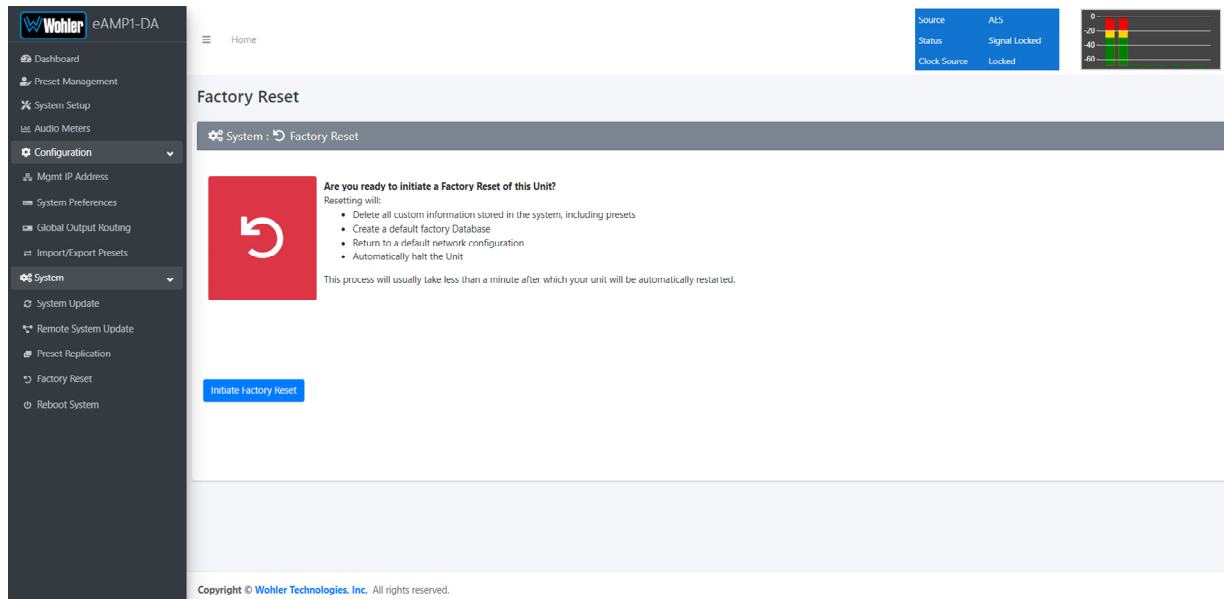 Wohler eAMP1-DA
Dashboard
Preset Management
System Setup
Audio Meters
Configuration
Mgmt IP Address
System Preferences
Global Output Routing
Import/Export Presets
System
System Update
Remote System Update
Preset Replication
Factory Reset
Reboot System
Home
Source AES
Status Signal Locked
Clock Source Locked
0
-20
-40
-60
Factory Reset
System : Factory Reset
Are you ready to initiate a Factory Reset of this Unit?
Resetting will:
• Delete all custom information stored in the system, including presets
• Create a default factory Database
• Return to a default network configuration
• Automatically halt the Unit
This process will usually take less than a minute after which your unit will be automatically restarted.
Initiate Factory Reset
Copyright © Wohler Technologies, Inc. All rights reserved.